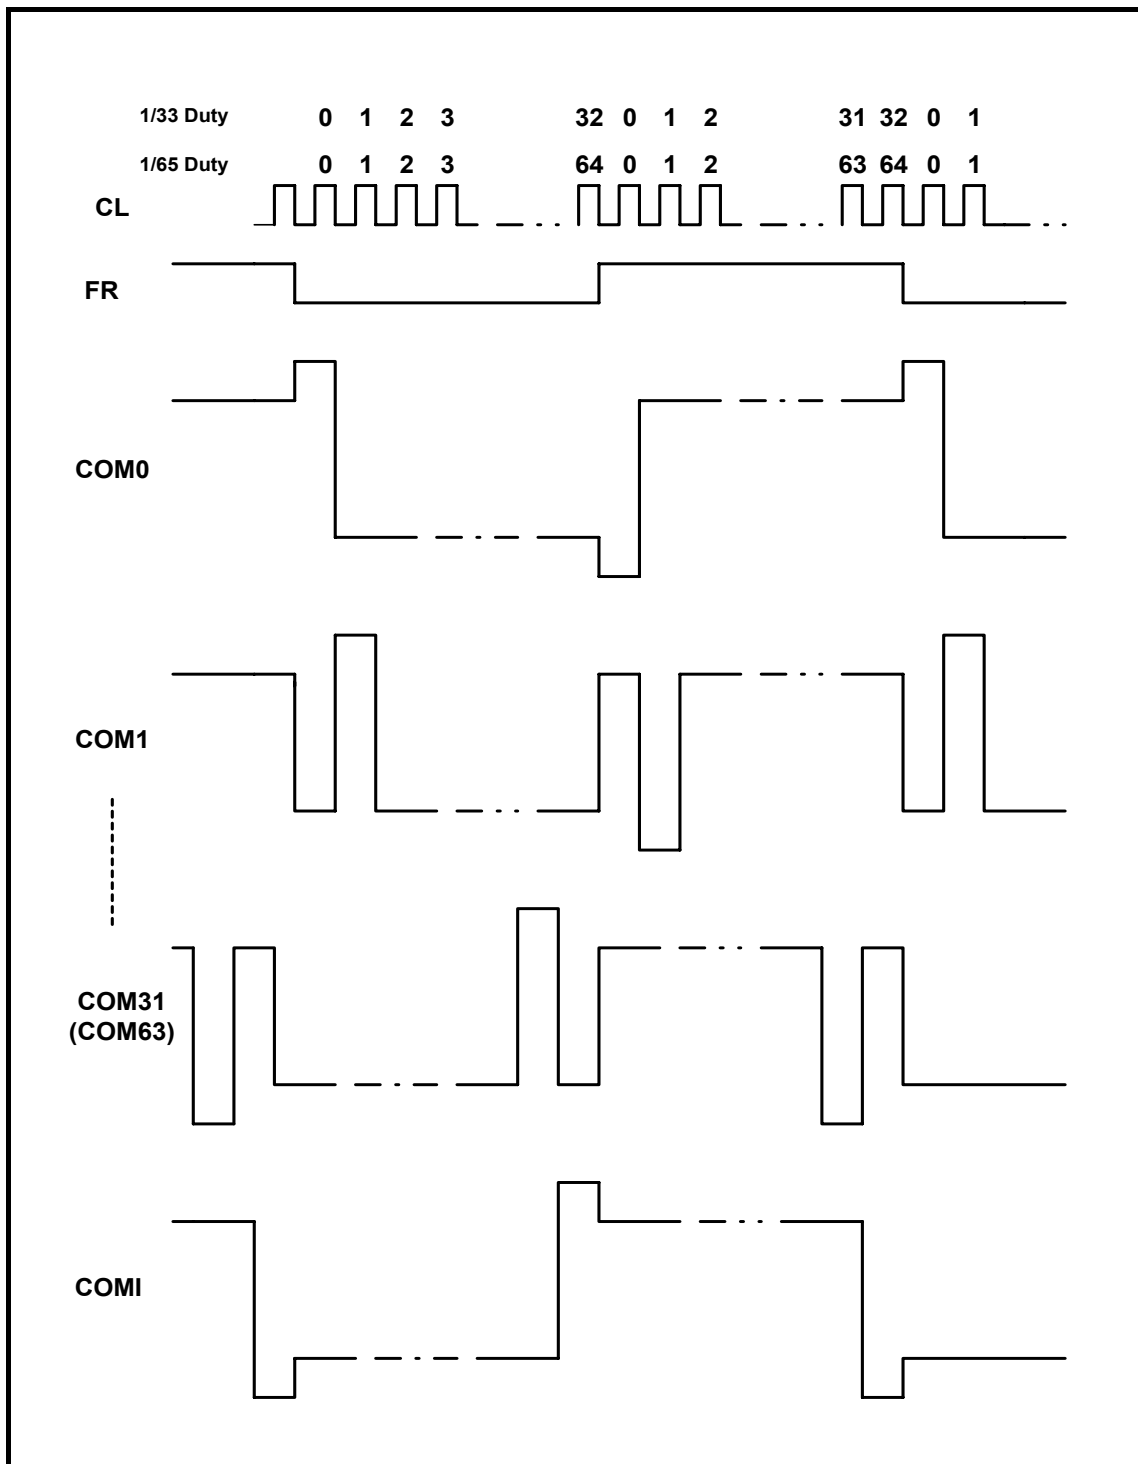 1/33 Duty 0 1 2 3 32 0 1 2 31 32 0 1
1/65 Duty 0 1 2 3 64 0 1 2 63 64 0 1
CL
FR
COM0
COM1
COM31
(COM63)
COMI